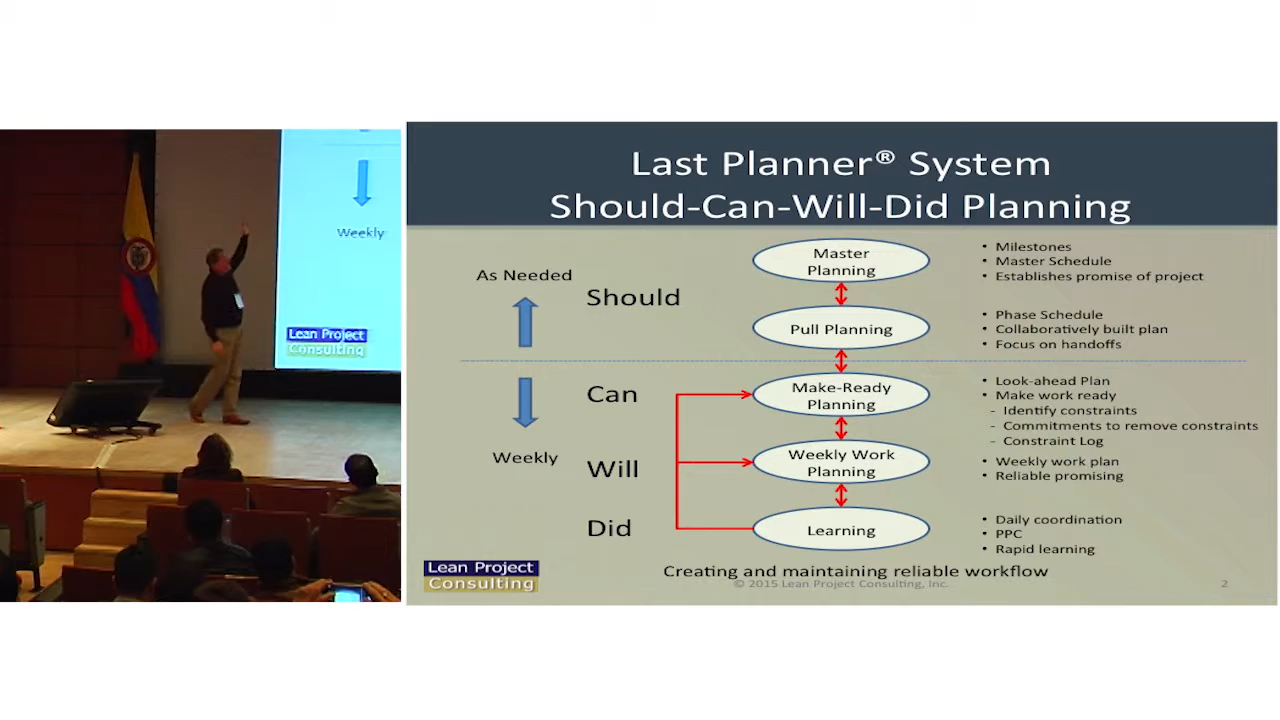 Weekly
Lean Project
Consulting
Last Planner® System
Should-Can-Will-Did Planning
As Needed
Should
Can
Weekly
Will
Did
Master
Planning
Pull Planning
Make-Ready
Planning
Weekly Work
Planning
Learning
• Milestones
• Master Schedule
• Establishes promise of project
• Phase Schedule
• Collaboratively built plan
• Focus on handoffs
• Look-ahead Plan
• Make work ready
- Identify constraints
- Commitments to remove constraints
- Constraint Log
• Weekly work plan
• Reliable promising
• Daily coordination
• PPC
• Rapid learning
Lean Project
Consulting
Creating and maintaining reliable workflow
© 2015 Lean Project Consulting, Inc.
2